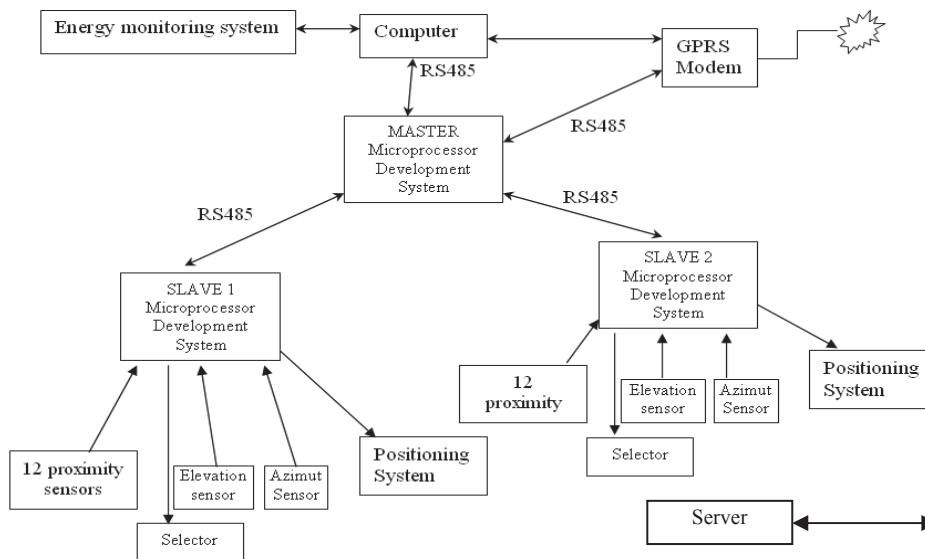 Energy monitoring system
Computer
GPRS
Modem
RS485
RS485
MASTER
Microprocessor
Development
System
RS485
RS485
SLAVE 1
Microprocessor
Development
System
SLAVE 2
Microprocessor
Development
System
12 proximity
sensors
Elevation
sensor
Azimut
Sensor
Positioning
System
Selector
12
proximity
Elevation
sensor
Azimut
Sensor
Positioning
System
Selector
Server